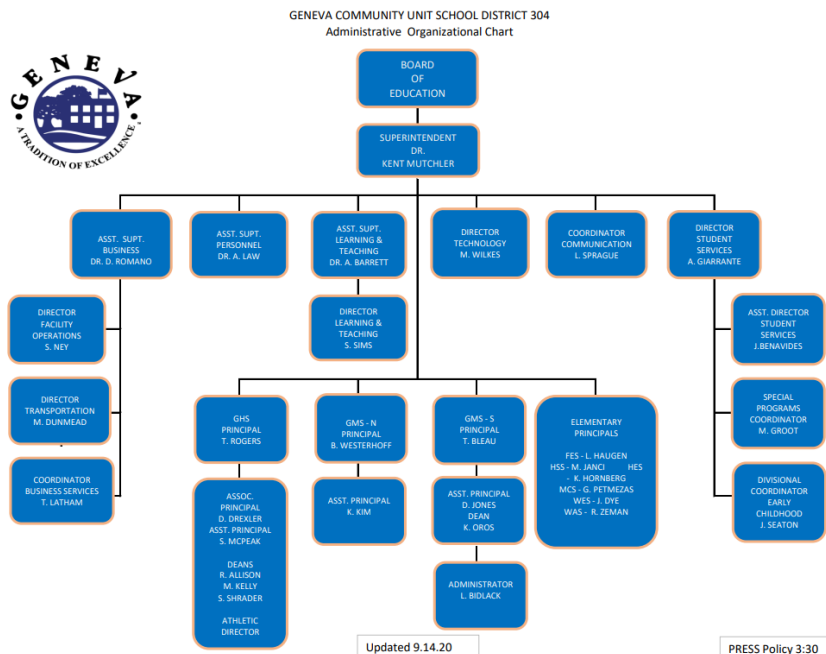 GENEVA COMMUNITY UNIT SCHOOL DISTRICT 304
Administrative Organizational Chart
GENEVA
A TRADITION OF EXCELLENCE
BOARD
OF
EDUCATION
SUPERINTENDENT
DR.
KENT MUTCHLER
ASST. SUPT.
BUSINESS
DR. D. ROMANO
ASST. SUPT.
PERSONNEL
DR. A. LAW
ASST. SUPT.
LEARNING &
TEACHING
DR. A. BARRETT
DIRECTOR
TECHNOLOGY
M. WILKES
COORDINATOR
COMMUNICATION
L. SPRAGUE
DIRECTOR
STUDENT
SERVICES
A. GIARRANTE
DIRECTOR
FACILITY
OPERATIONS
S. NEY
DIRECTOR
LEARNING &
TEACHING
S. SIMS
ASST. DIRECTOR
STUDENT
SERVICES
J.BENAVIDES
DIRECTOR
TRANSPORTATION
M. DUNMEAD
SPECIAL
PROGRAMS
COORDINATOR
M. GROOT
COORDINATOR
BUSINESS SERVICES
T. LATHAM
DIVISIONAL
COORDINATOR
EARLY
CHILDHOOD
J. SEATON
GHS
PRINCIPAL
T. ROGERS
GMS - N
PRINCIPAL
B. WESTERHOFF
GMS - S
PRINCIPAL
T. BLEAU
ELEMENTARY
PRINCIPALS
FES - L. HAUGEN
HSS - M. JANCI HES
- K. HORNBERG
MCS - G. PETMEZAS
WES - J. DYE
WAS - R. ZEMAN
ASSOC.
PRINCIPAL
D. DREXLER
ASST. PRINCIPAL
S. MCPEAK
DEANS
R. ALLISON
M. KELLY
S. SHRADER
ATHLETIC
DIRECTOR
ASST. PRINCIPAL
K. KIM
ASST. PRINCIPAL
D. JONES
DEAN
K. OROS
ADMINISTRATOR
L. BIDLACK
Updated 9.14.20
PRESS Policy 3:30